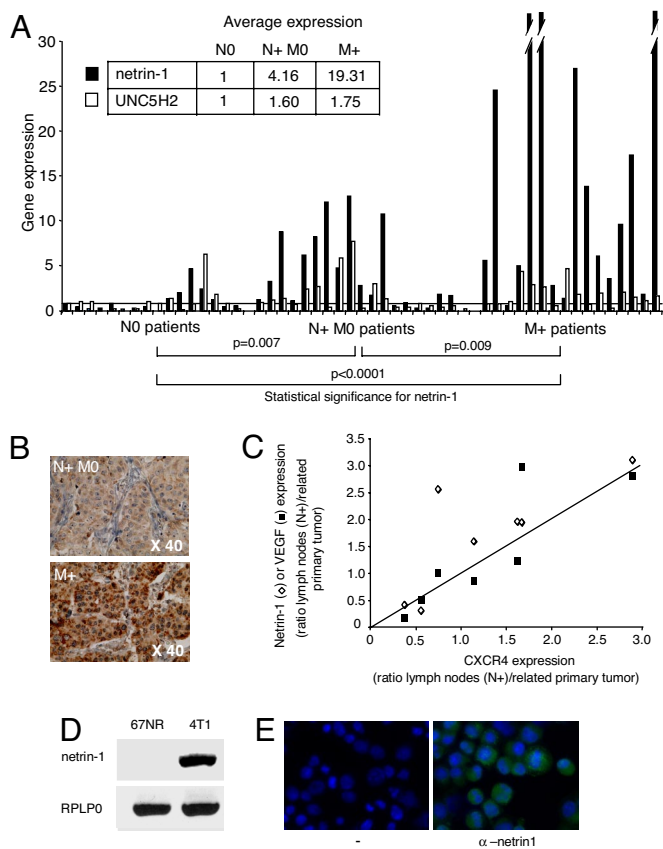 A
Average expression
N0 N+ M0 M+
■ netrin-1 1 4.16 19.31
□ UNC5H2 1 1.60 1.75
Gene expression
30
25
20
15
10
5
0
N0 patients N+ M0 patients M+ patients
p=0.007 p=0.009
p<0.0001
Statistical significance for netrin-1
B
N+ M0
X 40
M+
X 40
C
Netrin-1 (◇) or VEGF (■) expression
(ratio lymph nodes (N+)/related
primary tumor)
3.5
3.0
2.5
2.0
1.5
1.0
0.5
0
0 0.5 1.0 1.5 2.0 2.5 3.0
CXCR4 expression
(ratio lymph nodes (N+)/related primary tumor)
D
67NR 4T1
netrin-1
RPLP0
E
- α-netrin1